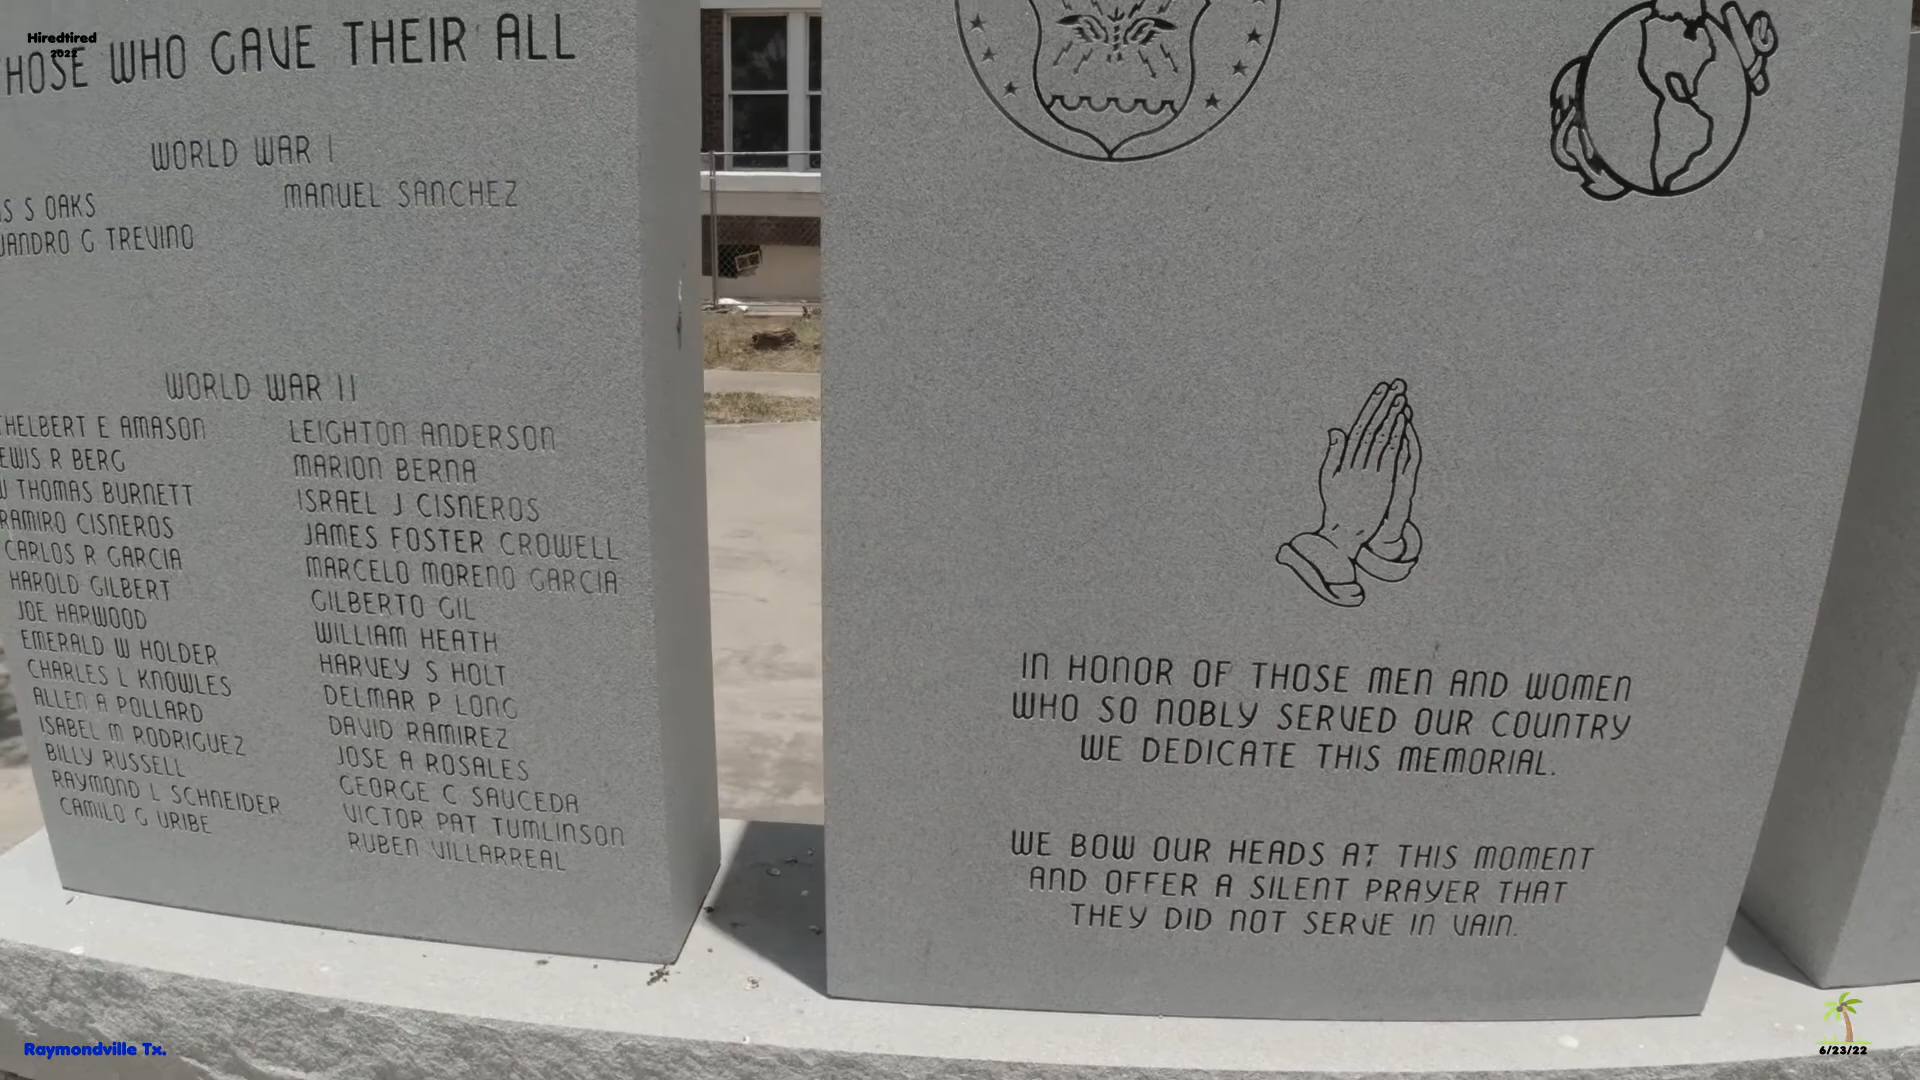 Hiredtired
2022
THOSE WHO GAVE THEIR ALL
WORLD WAR I
S OAKS
MANUEL SANCHEZ
G TREVINO
WORLD WAR II
THELBERT E AMASON
EWIS R BERG
THOMAS BURNETT
RAMIRO CISNEROS
CARLOS R GARCIA
HAROLD GILBERT
JOE HARWOOD
EMERALD W HOLDER
CHARLES L KNOWLES
ALLEN A POLLARD
ISABEL M RODRIGUEZ
BILLY RUSSELL
RAYMOND L SCHNEIDER
CAMILO G URIBE
LEIGHTON ANDERSON
MARION BERNA
ISRAEL J CISNEROS
JAMES FOSTER CROWELL
MARCELO MORENO GARCIA
GILBERTO GIL
WILLIAM HEATH
HARVEY S HOLT
DELMAR P LONG
DAVID RAMIREZ
JOSE A ROSALES
GEORGE C SAUCEDA
VICTOR PAT TUMLINSON
RUBEN VILLARREAL
IN HONOR OF THOSE MEN AND WOMEN
WHO SO NOBLY SERVED OUR COUNTRY
WE DEDICATE THIS MEMORIAL.
WE BOW OUR HEADS AT THIS MOMENT
AND OFFER A SILENT PRAYER THAT
THEY DID NOT SERVE IN VAIN.
Raymondville Tx.
6/23/22